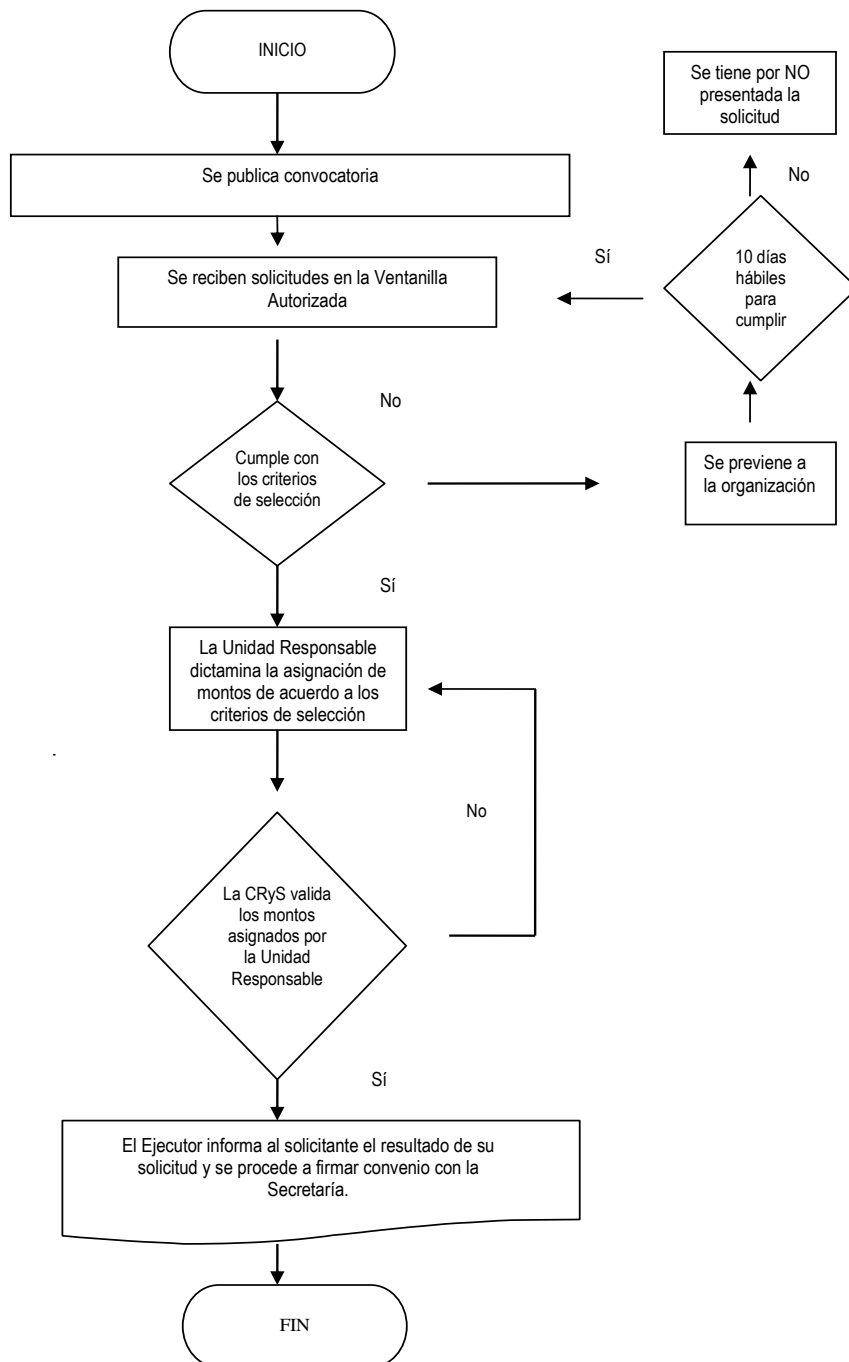 INICIO
Se publica convocatoria
Se reciben solicitudes en la Ventanilla
Autorizada
No
Cumple con
los criterios
de selección
Sí
La Unidad Responsable
dictamina la asignación de
montos de acuerdo a los
criterios de selección
No
La CRyS valida
los montos
asignados por
la Unidad
Responsable
Sí
El Ejecutor informa al solicitante el resultado de su
solicitud y se procede a firmar convenio con la
Secretaría.
FIN
Se tiene por NO
presentada la
solicitud
No
Sí
10 días
hábiles
para
cumplir
Se previene a
la organización